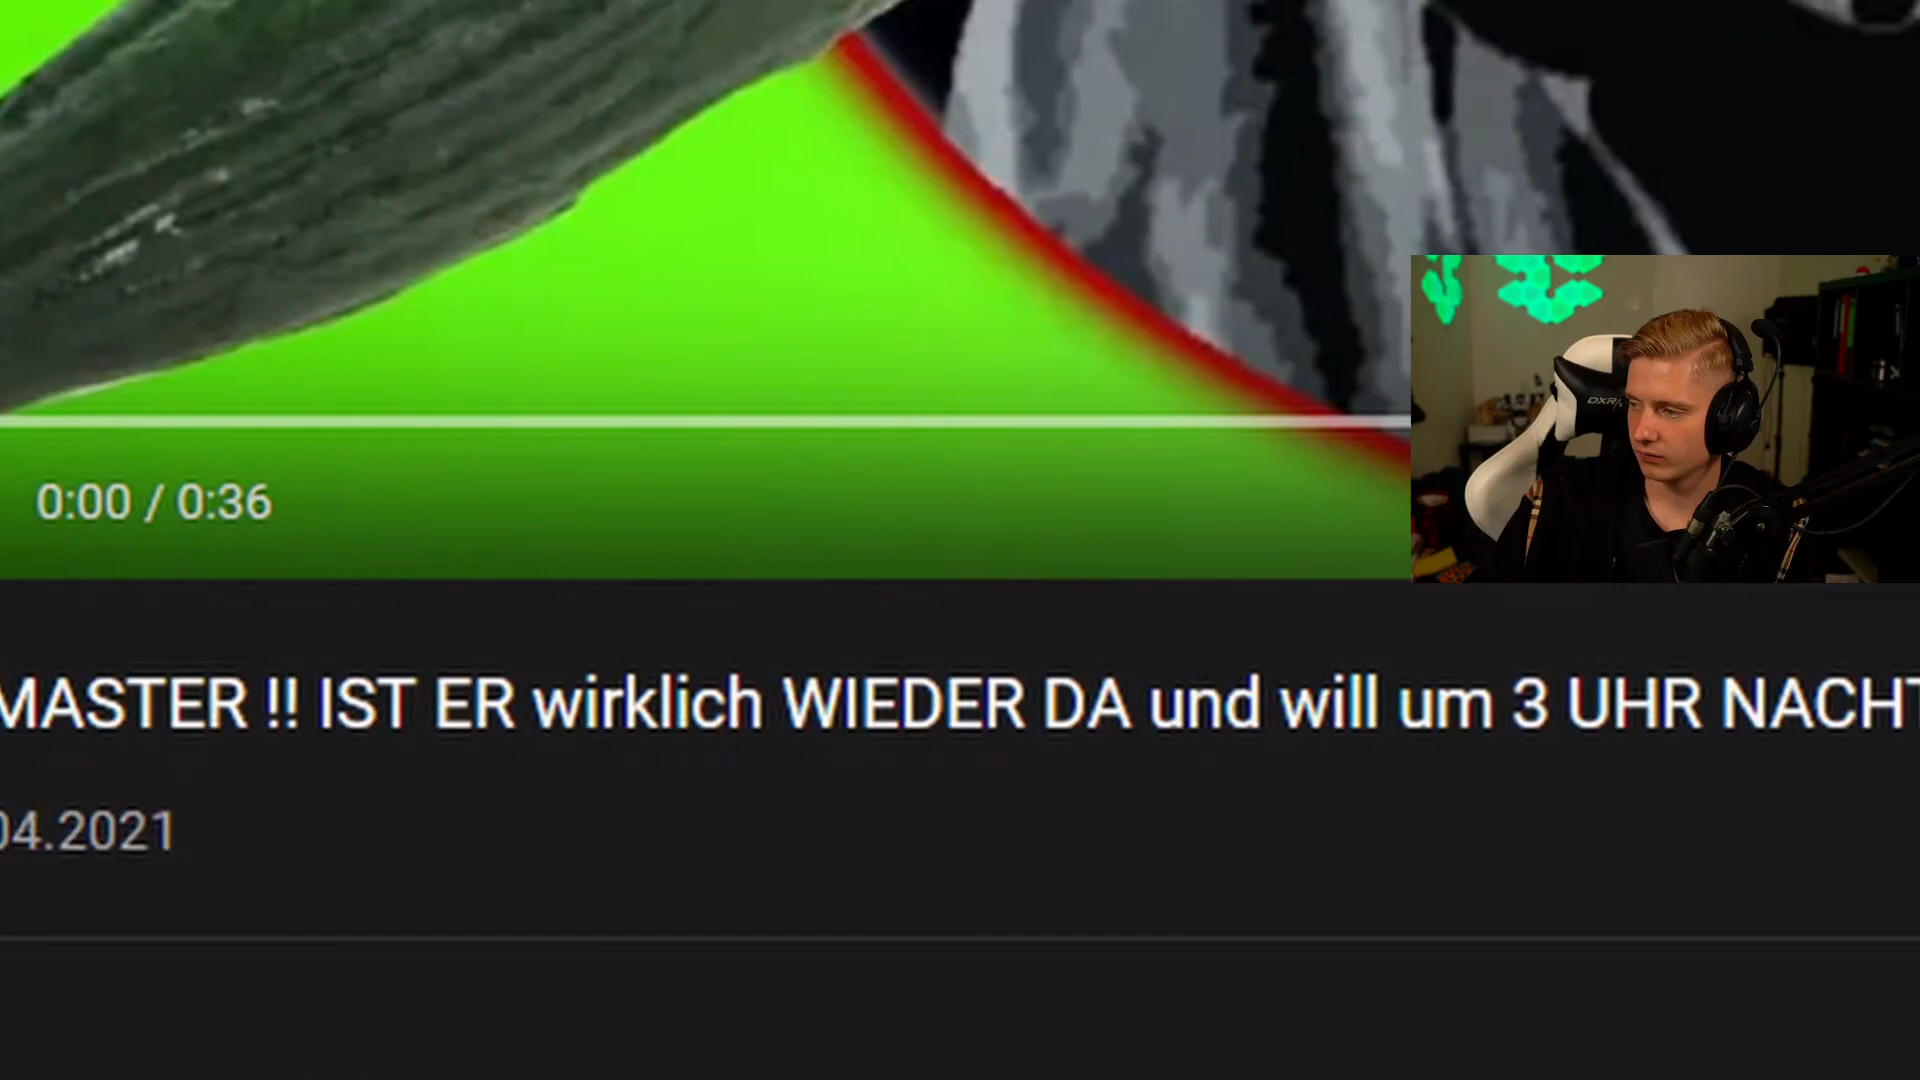 0:00 / 0:36
MASTER !! IST ER wirklich WIEDER DA und will um 3 UHR NACHT
04.2021